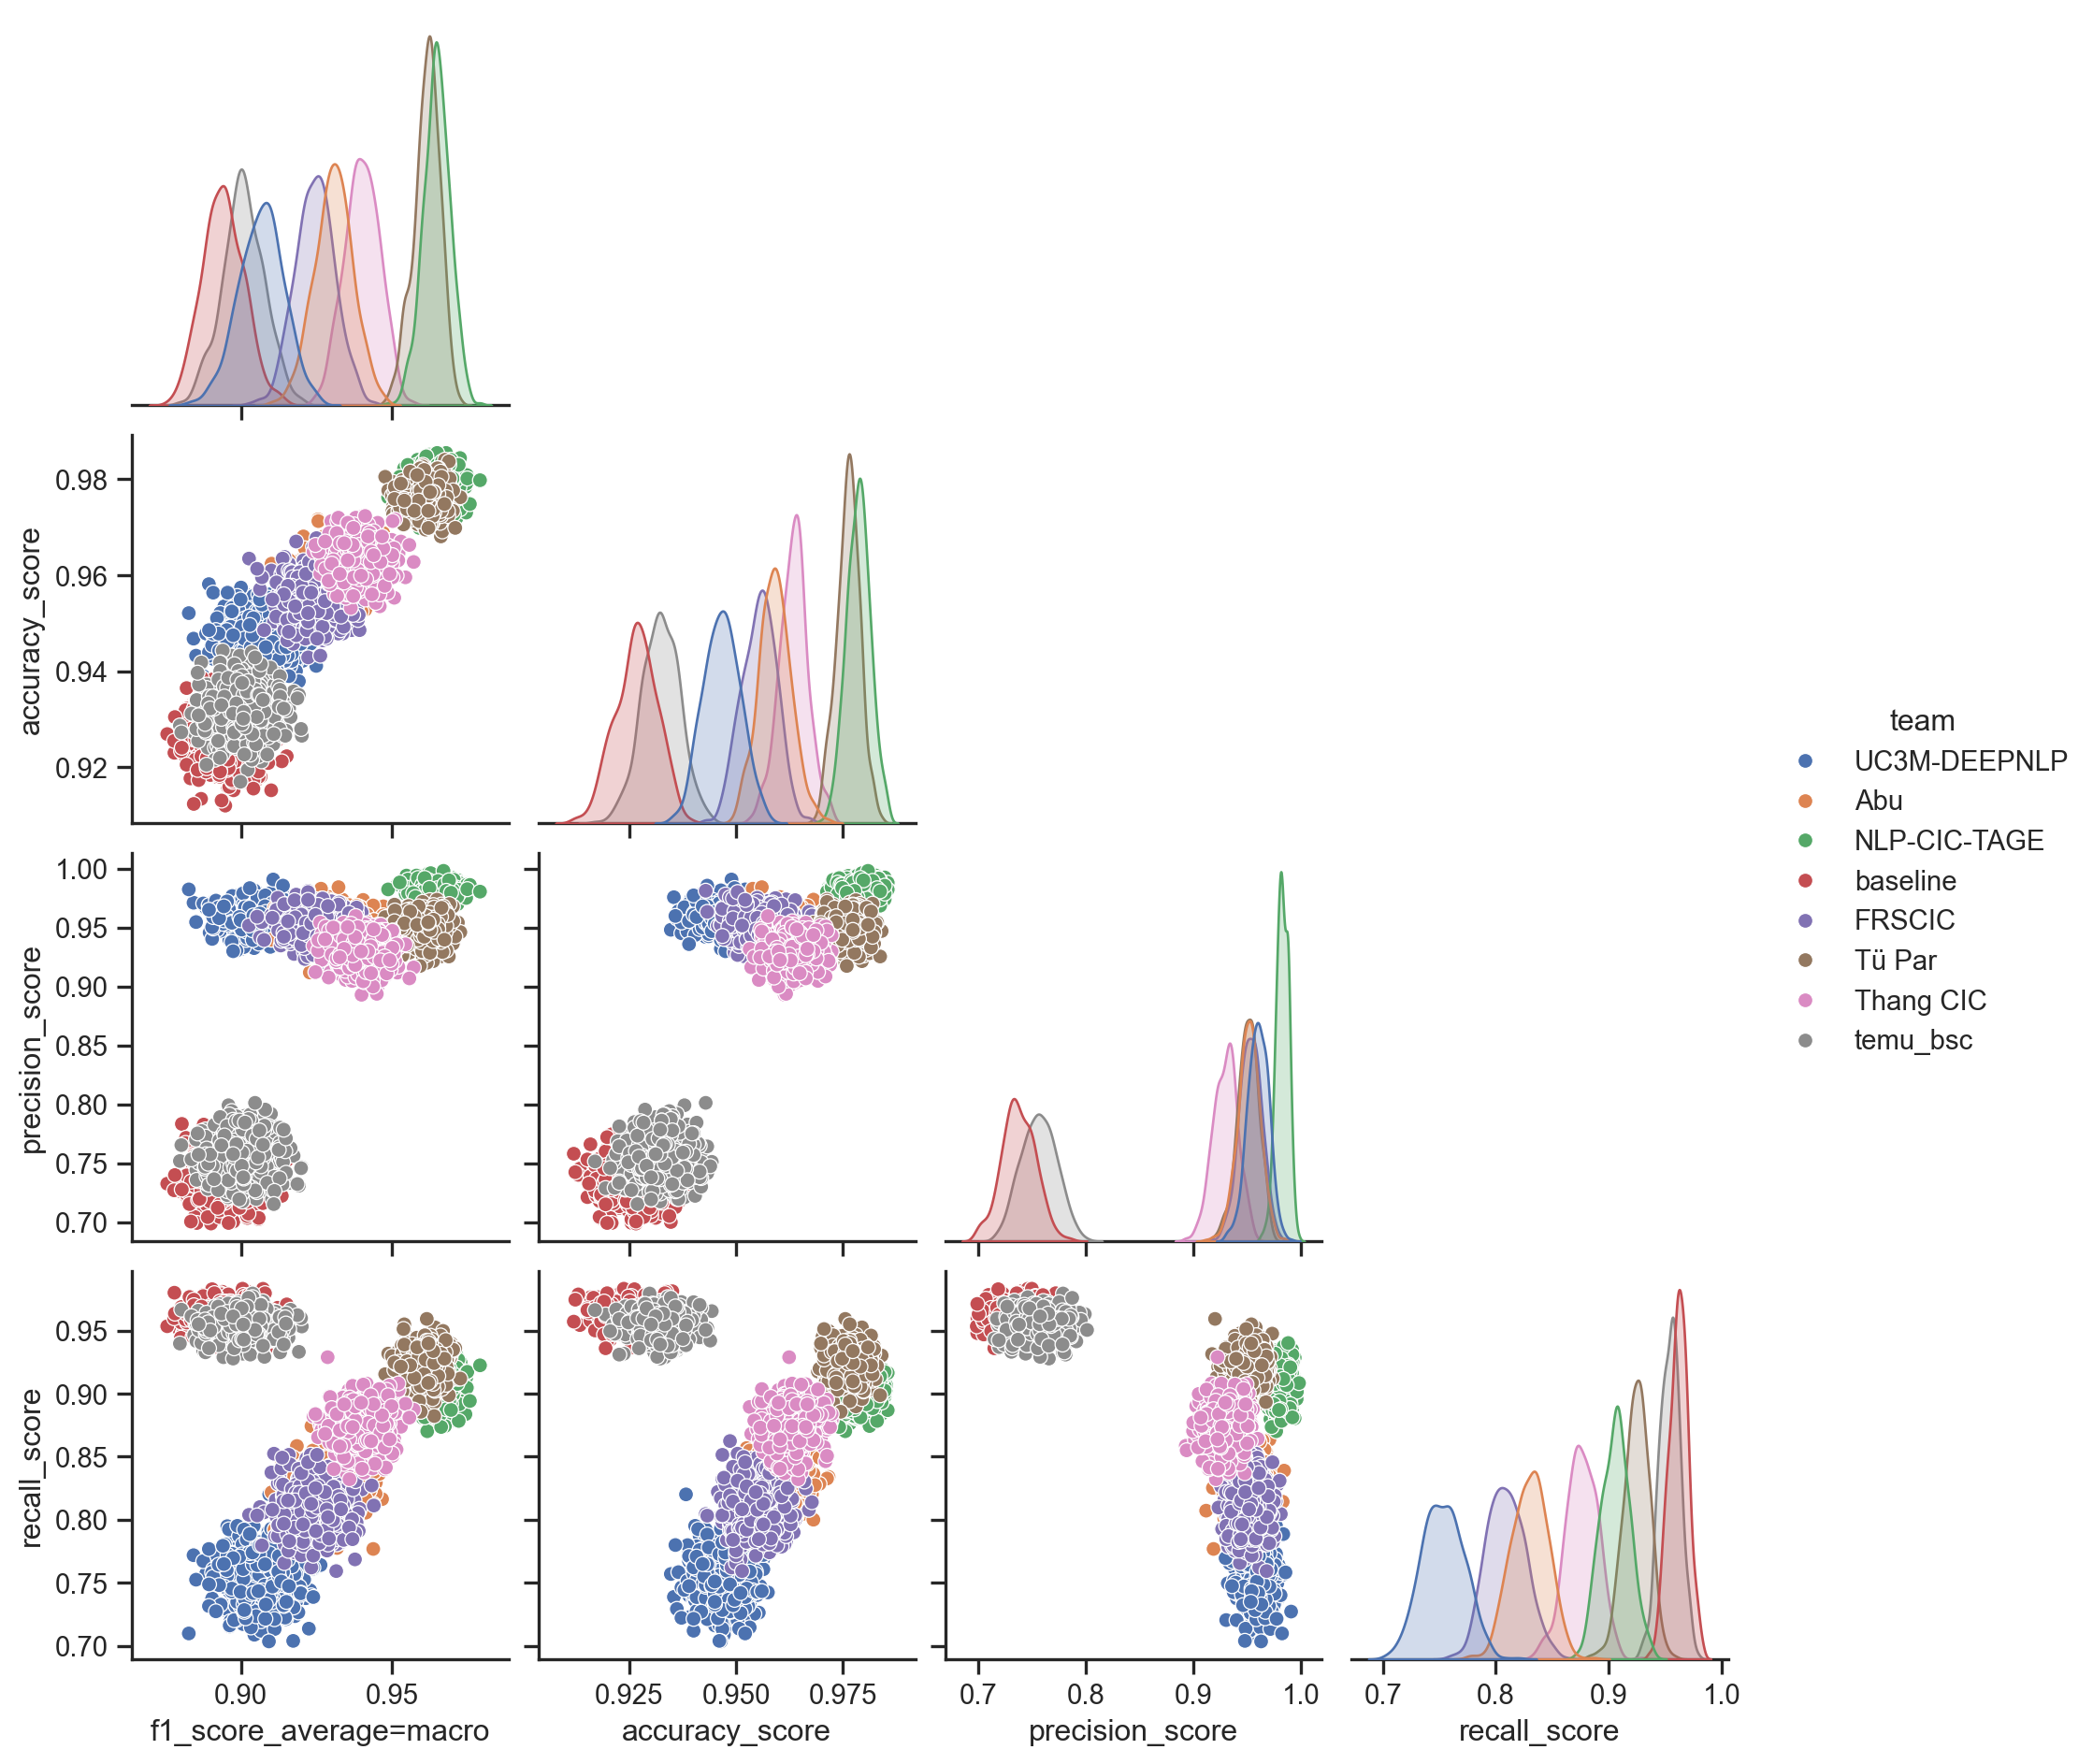 accuracy_score
0.98
0.96
0.94
0.92
precision_score
1.00
0.95
0.90
0.85
0.80
0.75
0.70
recall_score
0.95
0.90
0.85
0.80
0.75
0.70
0.90 0.95
f1_score_average=macro
0.925 0.950 0.975
accuracy_score
0.7 0.8 0.9 1.0
precision_score
0.7 0.8 0.9 1.0
recall_score
team
UC3M-DEEPNLP
Abu
NLP-CIC-TAGE
baseline
FRSCIC
Tü Par
Thang CIC
temu_bsc